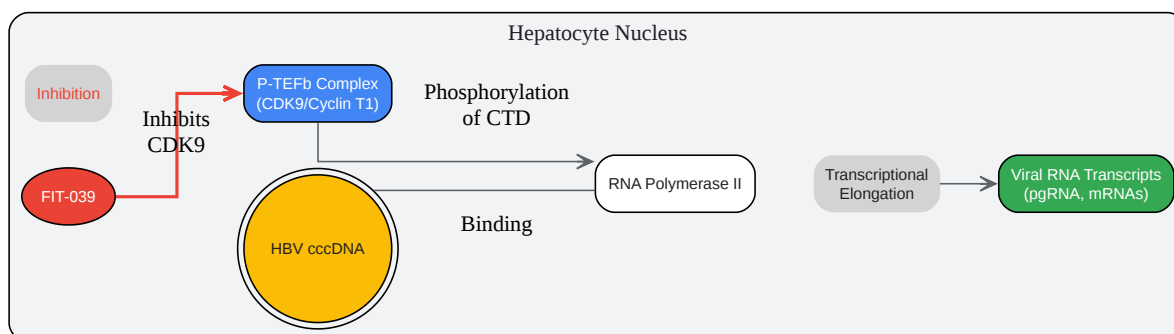 Hepatocyte Nucleus
Inhibition
P-TEFb Complex
(CDK9/Cyclin T1)
Inhibits
CDK9
Phosphorylation
of CTD
FIT-039
RNA Polymerase II
Transcriptional
Elongation
Viral RNA Transcripts
(pgRNA, mRNAs)
Binding
HBV cccDNA